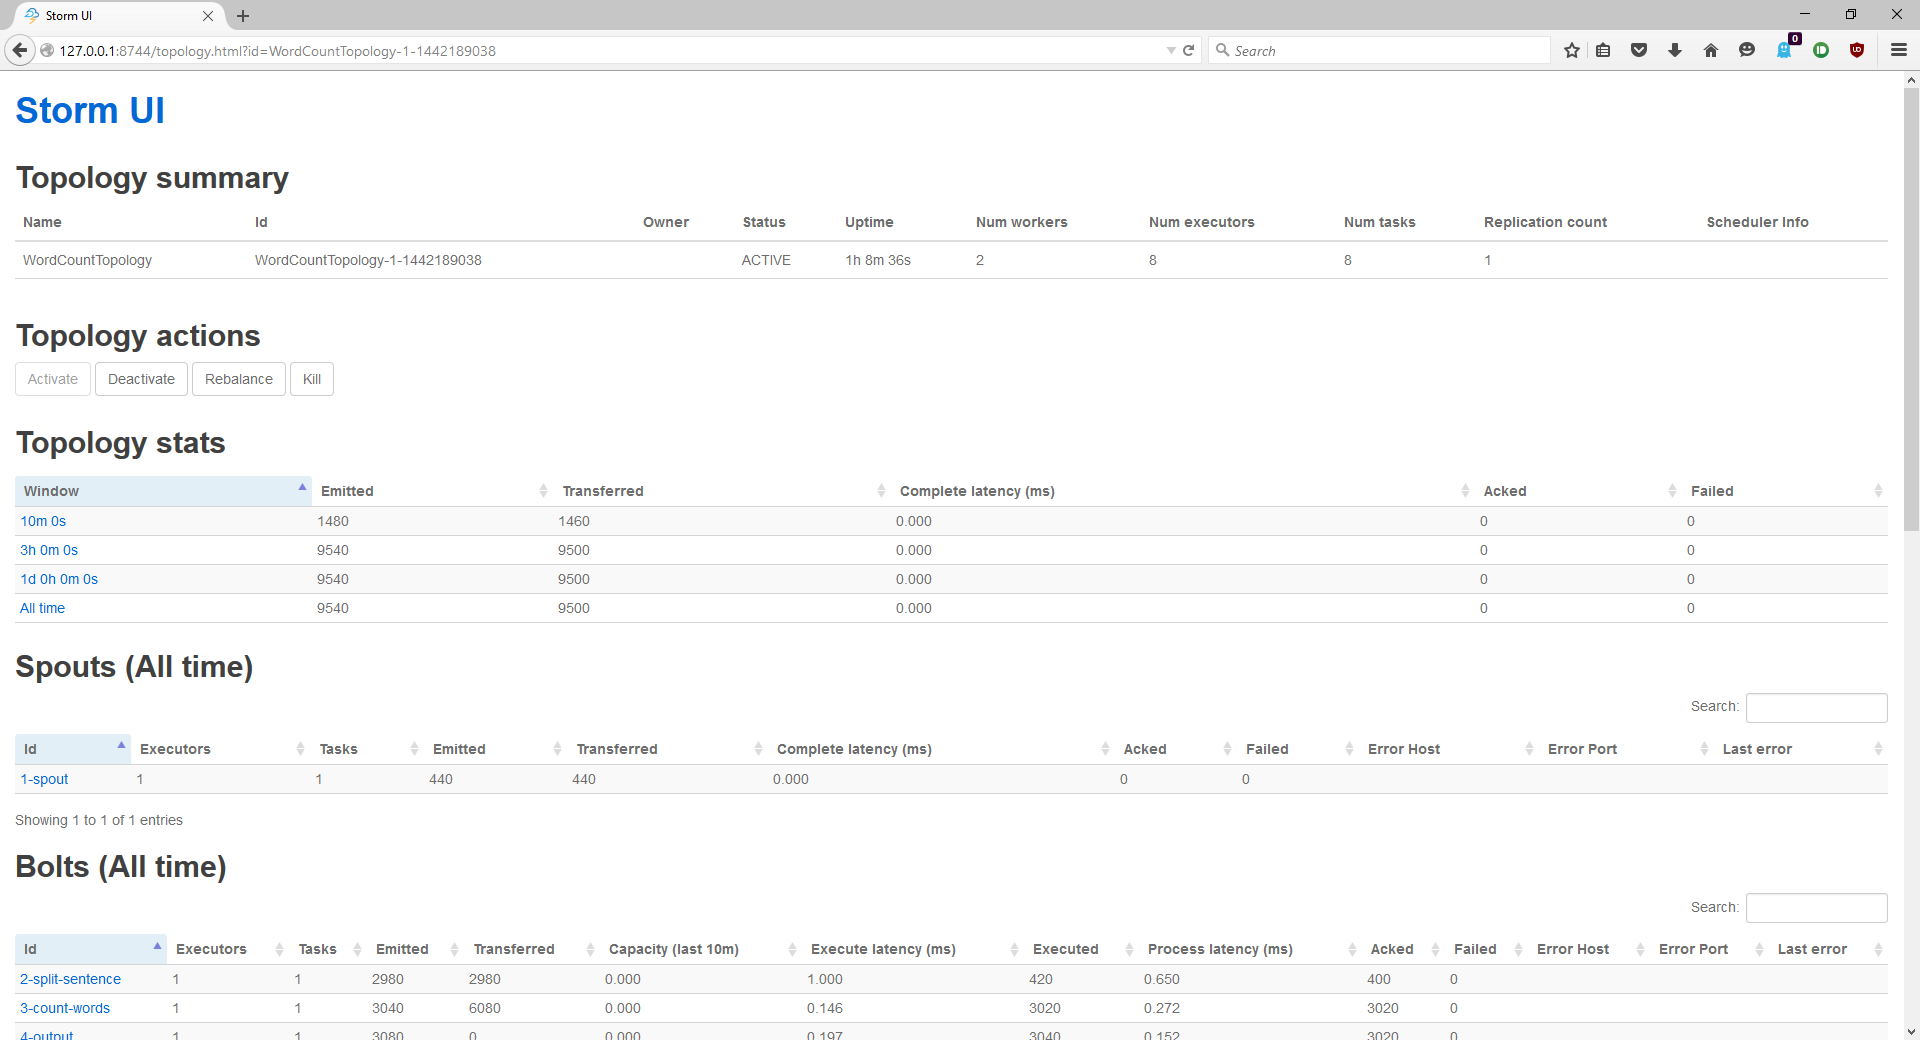 Storm UI
127.0.0.1:8744/topology.html?id=WordCountTopology-1-1442189038
Search
0
Storm UI
Topology summary
Name Id Owner Status Uptime Num workers Num executors Num tasks Replication count Scheduler Info
WordCountTopology WordCountTopology-1-1442189038 ACTIVE 1h 8m 36s 2 8 8 1
Topology actions
Activate Deactivate Rebalance Kill
Topology stats
Window Emitted Transferred Complete latency (ms) Acked Failed
10m 0s 1480 1460 0.000 0 0
3h 0m 0s 9540 9500 0.000 0 0
1d 0h 0m 0s 9540 9500 0.000 0 0
All time 9540 9500 0.000 0 0
Spouts (All time)
Search:
Id Executors Tasks Emitted Transferred Complete latency (ms) Acked Failed Error Host Error Port Last error
1-spout 1 1 440 440 0.000 0 0
Showing 1 to 1 of 1 entries
Bolts (All time)
Search:
Id Executors Tasks Emitted Transferred Capacity (last 10m) Execute latency (ms) Executed Process latency (ms) Acked Failed Error Host Error Port Last error
2-split-sentence 1 1 2980 2980 0.000 1.000 420 0.650 400 0
3-count-words 1 1 3040 6080 0.000 0.146 3020 0.272 3020 0
4-output 1 1 3080 0 0.000 0.197 3040 0.152 3020 0